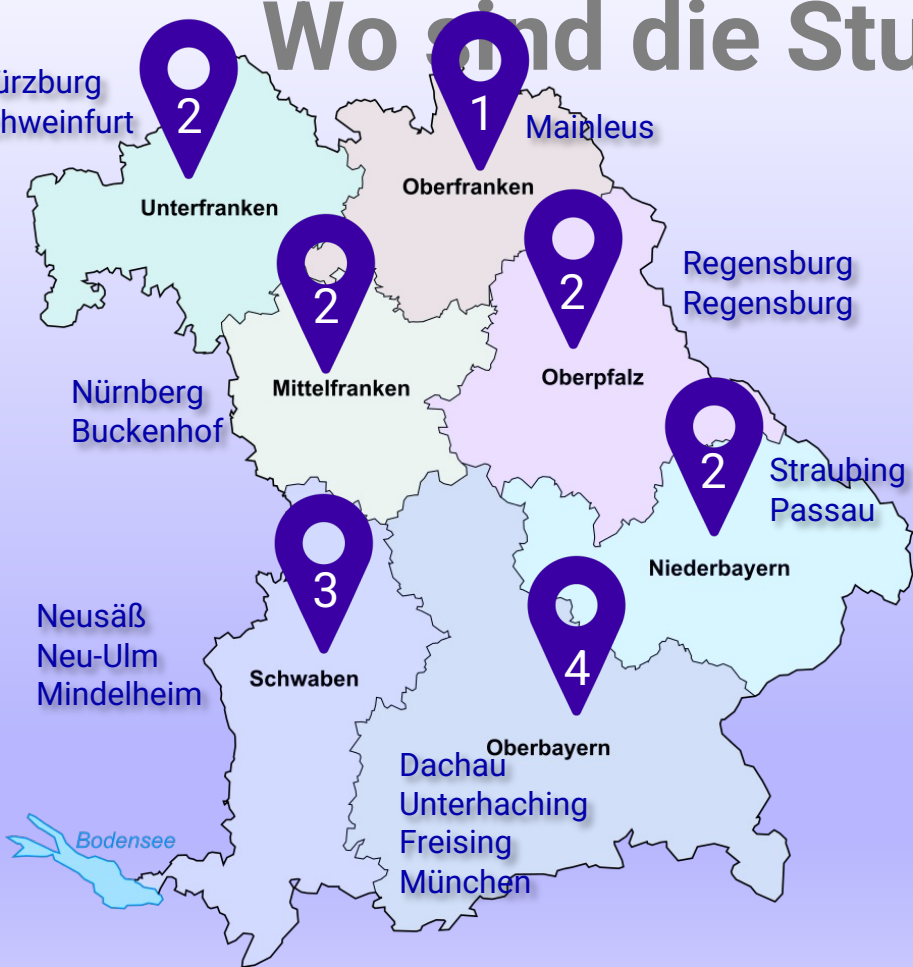 Wo sind die Stu
ürzburg
hweinfurt
2
1
Mainleus
Unterfranken
Oberfranken
2
2
Regensburg
Regensburg
Mittelfranken
Oberpfalz
Nürnberg
Buckenhof
2
Straubing
Passau
Niederbayern
3
Neusäß
Neu-Ulm
Mindelheim
Schwaben
4
Oberbayern
Dachau
Unterhaching
Freising
München
Bodensee